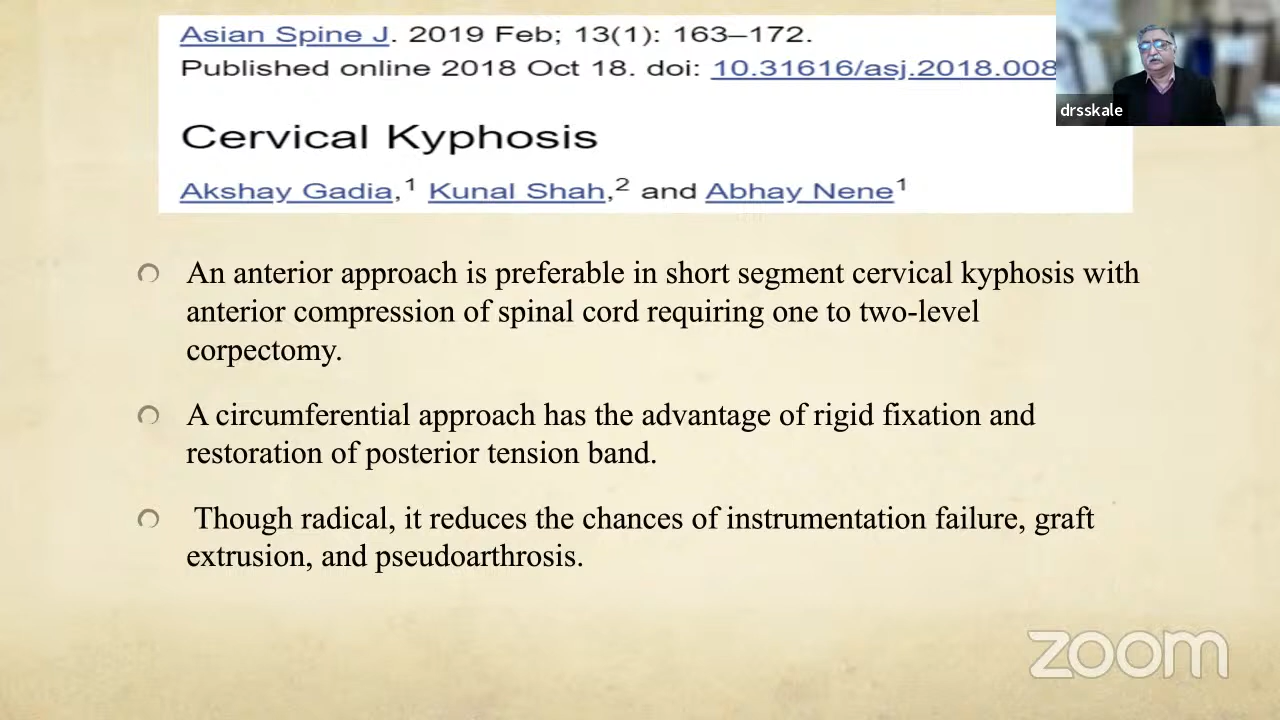 Asian Spine J. 2019 Feb; 13(1): 163–172.
Published online 2018 Oct 18. doi: 10.31616/asj.2018.008
drsskale
Cervical Kyphosis
Akshay Gadia,1 Kunal Shah,2 and Abhay Nene1
An anterior approach is preferable in short segment cervical kyphosis with
anterior compression of spinal cord requiring one to two-level
corpectomy.
A circumferential approach has the advantage of rigid fixation and
restoration of posterior tension band.
Though radical, it reduces the chances of instrumentation failure, graft
extrusion, and pseudoarthrosis.
zoom